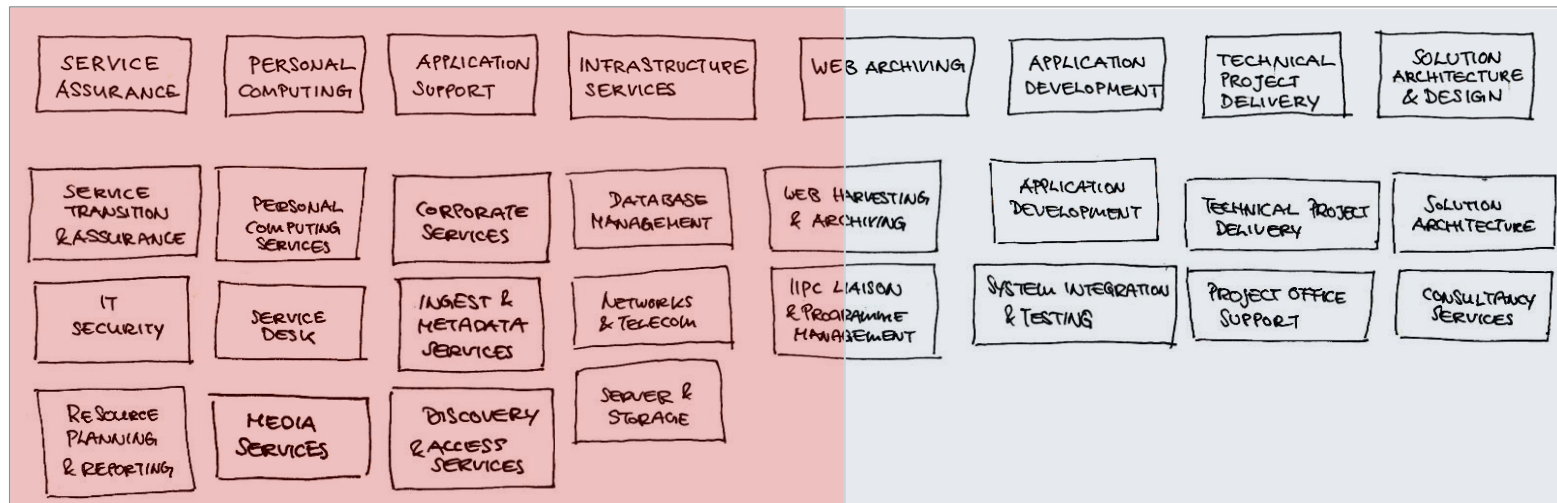 SERVICE
ASSURANCE
PERSONAL
COMPUTING
APPLICATION
SUPPORT
INFRASTRUCTURE
SERVICES
WEB ARCHIVING
APPLICATION
DEVELOPMENT
TECHNICAL
PROJECT
DELIVERY
SOLUTION
ARCHITECTURE
& DESIGN
SERVICE
TRANSITION
& ASSURANCE
PERSONAL
COMPUTING
SERVICES
CORPORATE
SERVICES
DATABASE
MANAGEMENT
WEB HARVESTING
& ARCHIVING
APPLICATION
DEVELOPMENT
TECHNICAL PROJECT
DELIVERY
SOLUTION
ARCHITECTURE
IT
SECURITY
SERVICE
DESK
INGEST &
METADATA
SERVICES
NETWORKS
& TELECOM
IIPC LIAISON
& PROGRAMME
MANAGEMENT
SYSTEM INTEGRATION
& TESTING
PROJECT OFFICE
SUPPORT
CONSULTANCY
SERVICES
RESOURCE
PLANNING
& REPORTING
MEDIA
SERVICES
DISCOVERY
& ACCESS
SERVICES
SERVER &
STORAGE